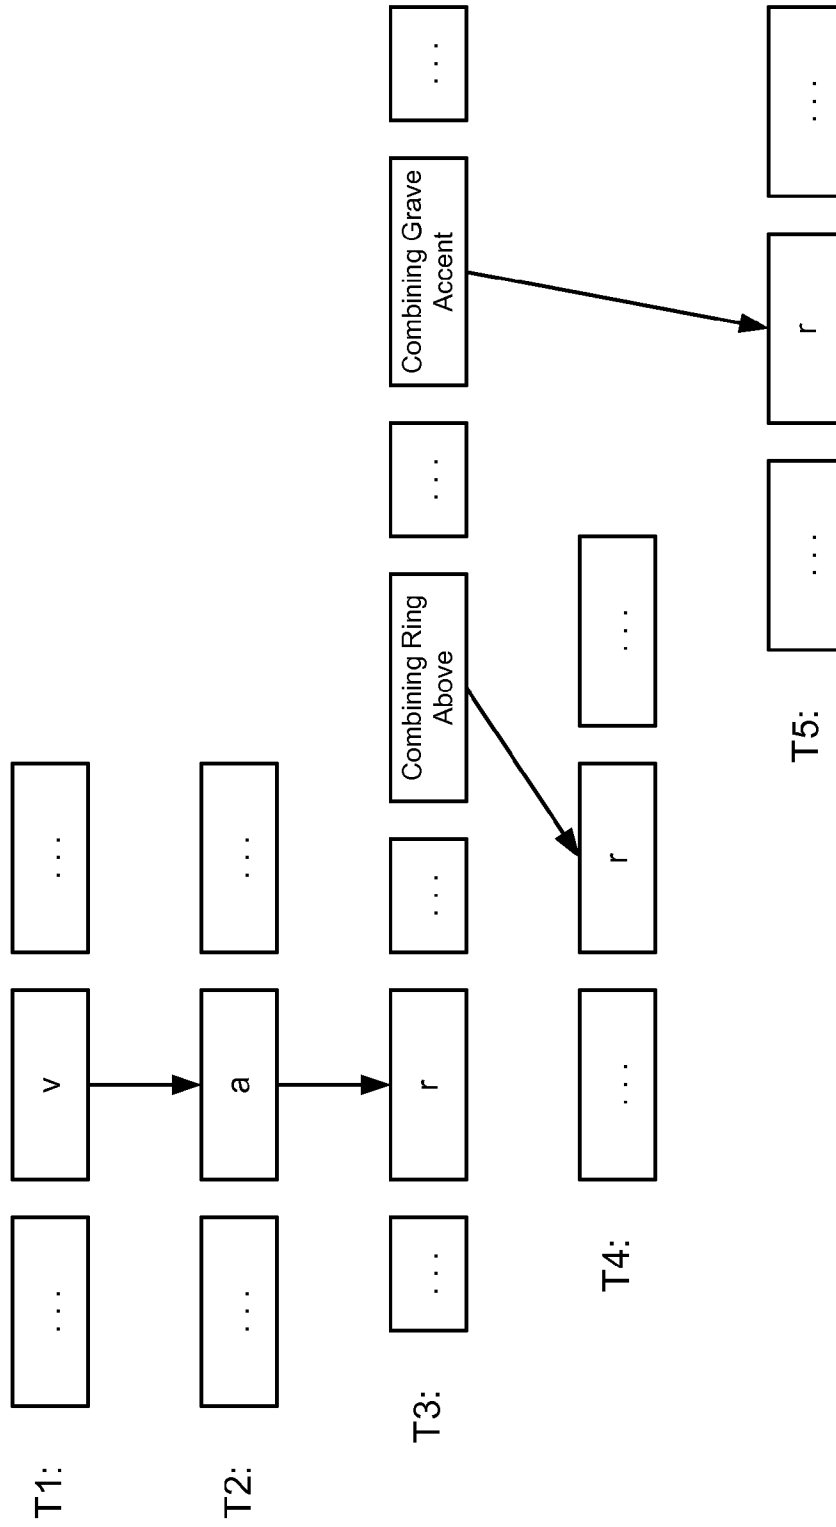 T1:
. . .
v
. . .
T2:
. . .
a
. . .
T3:
. . .
r
. . .
Combining Ring
Above
. . .
Combining Grave
Accent
. . .
T4:
. . .
r
. . .
T5:
. . .
r
. . .